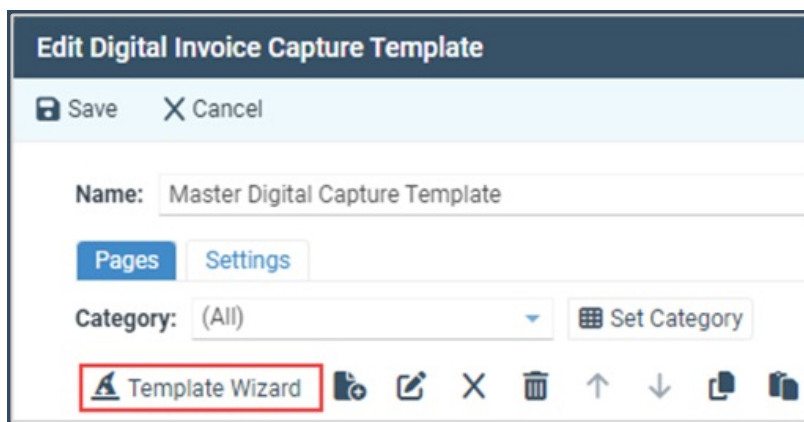 Edit Digital Invoice Capture Template
Save Cancel
Name: Master Digital Capture Template
Pages Settings
Category: (All) Set Category
Template Wizard